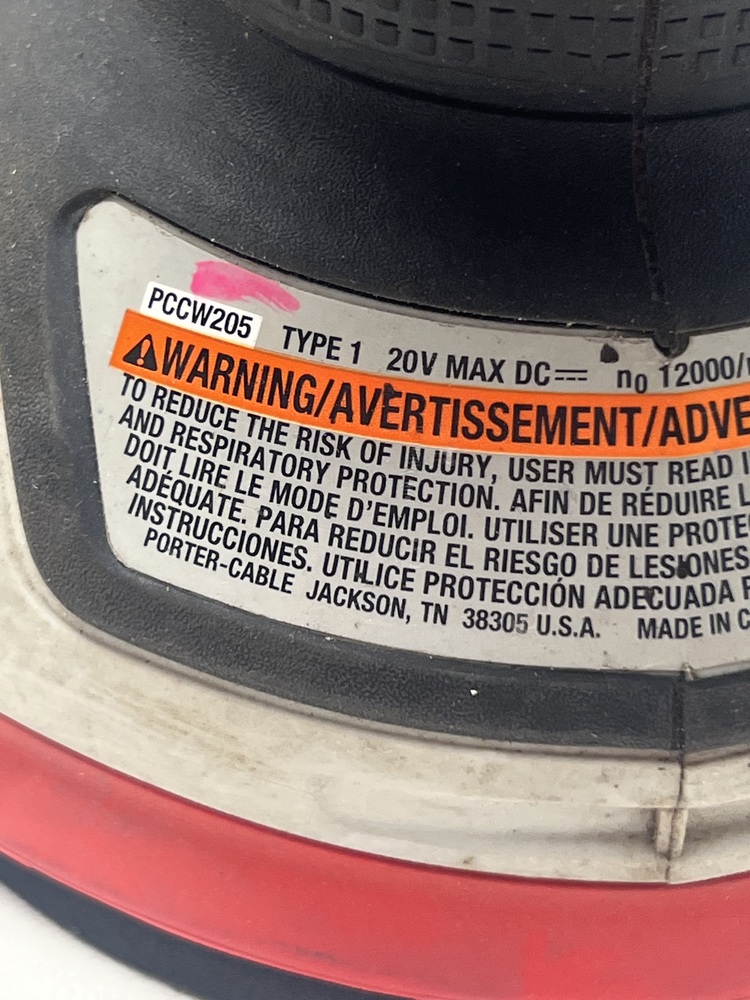 PCCW205 TYPE 1 20V MAX DC n0 12000/
WARNING/AVERTISSEMENT/ADVE
TO REDUCE THE RISK OF INJURY, USER MUST READ
AND RESPIRATORY PROTECTION. AFIN DE RÉDUIRE
DOIT LIRE LE MODE D'EMPLOI. UTILISER UNE PROTE
ADÉQUATE. PARA REDUCIR EL RIESGO DE LESIONES
INSTRUCCIONES. UTILICE PROTECCIÓN ADECUADA
PORTER-CABLE JACKSON, TN 38305 U.S.A. MADE IN C